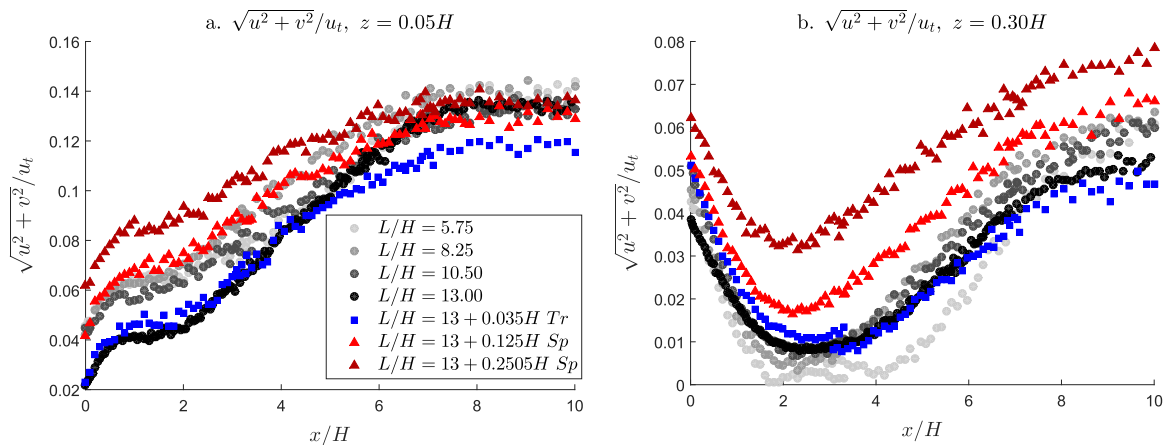 a. √u² + v²/u_t, z = 0.05H
0.16
0.14
0.12
0.1
0.08
0.06
0.04
0.02
√u² + v²/u_t
0 2 4 6 8 10
x/H
L/H = 5.75
L/H = 8.25
L/H = 10.50
L/H = 13.00
L/H = 13 + 0.035H Tr
L/H = 13 + 0.125H Sp
L/H = 13 + 0.2505H Sp
b. √u² + v²/u_t, z = 0.30H
0.08
0.07
0.06
0.05
0.04
0.03
0.02
0.01
0
√u² + v²/u_t
0 2 4 6 8 10
x/H